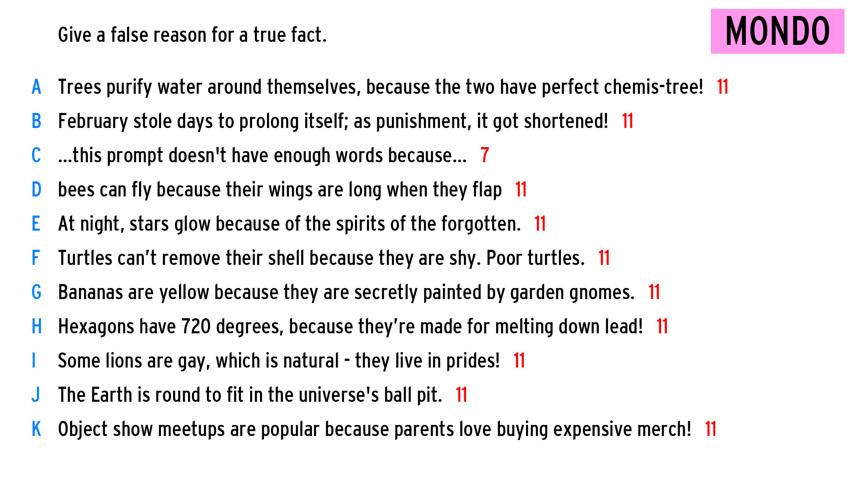 Give a false reason for a true fact.
MONDO
A Trees purify water around themselves, because the two have perfect chemis-tree! 11
B February stole days to prolong itself; as punishment, it got shortened! 11
C ...this prompt doesn't have enough words because... 7
D bees can fly because their wings are long when they flap 11
E At night, stars glow because of the spirits of the forgotten. 11
F Turtles can’t remove their shell because they are shy. Poor turtles. 11
G Bananas are yellow because they are secretly painted by garden gnomes. 11
H Hexagons have 720 degrees, because they’re made for melting down lead! 11
I Some lions are gay, which is natural - they live in prides! 11
J The Earth is round to fit in the universe's ball pit. 11
K Object show meetups are popular because parents love buying expensive merch! 11